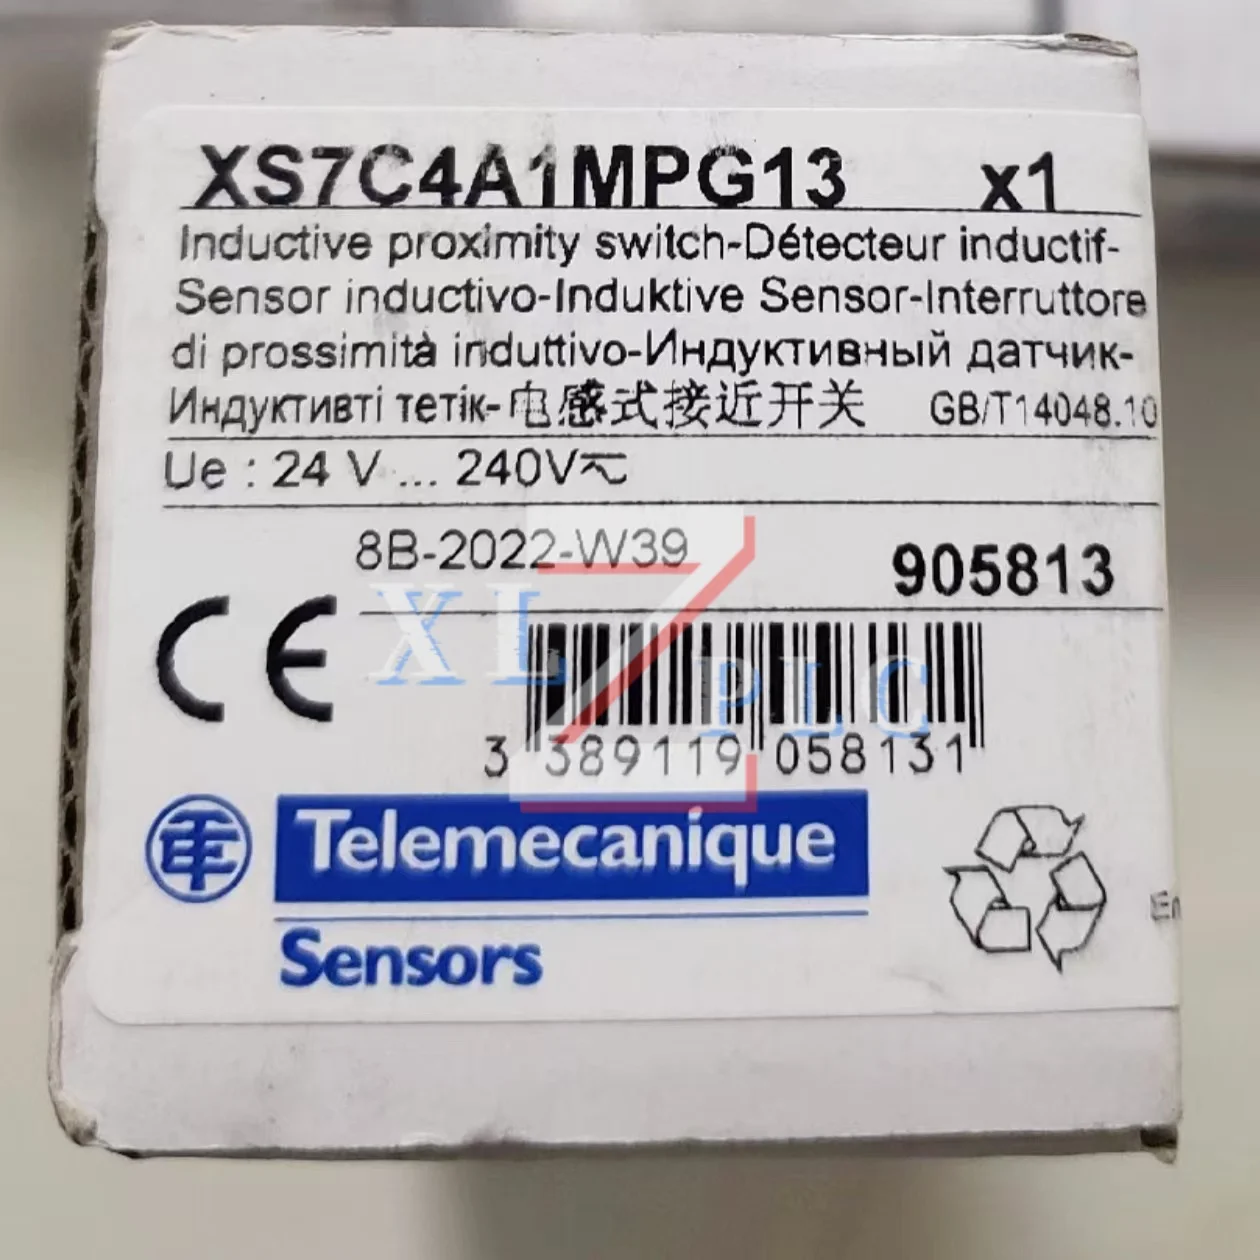 XS7C4A1MPG13 x1
Inductive proximity switch-Détecteur inductif-
Sensor inductivo-Induktive Sensor-Interruttore
di prossimità induttivo-Индуктивный датчик-
Индуктивті тетік-电感式接近开关 GB/T14048.10
Ue : 24 V ... 240V
8B-2022-W39
905813
CE
XL Z PLC
3 389119 058131
Telemecanique
Sensors